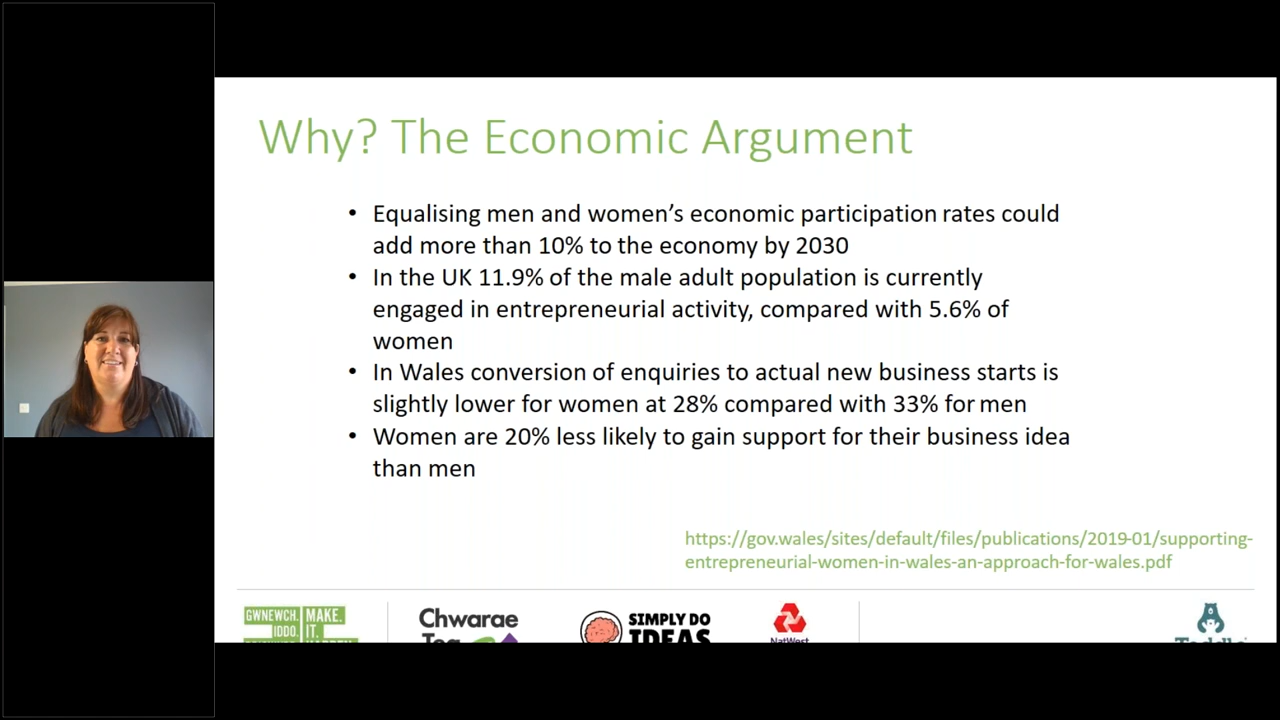 Why? The Economic Argument
• Equalising men and women’s economic participation rates could
add more than 10% to the economy by 2030
• In the UK 11.9% of the male adult population is currently
engaged in entrepreneurial activity, compared with 5.6% of
women
• In Wales conversion of enquiries to actual new business starts is
slightly lower for women at 28% compared with 33% for men
• Women are 20% less likely to gain support for their business idea
than men
https://gov.wales/sites/default/files/publications/2019-01/supporting-
entrepreneurial-women-in-wales-an-approach-for-wales.pdf
GWNEWCH.
IDDO.
MAKE.
IT.
Chwarae
Teg
SIMPLY DO
IDEAS
NatWest